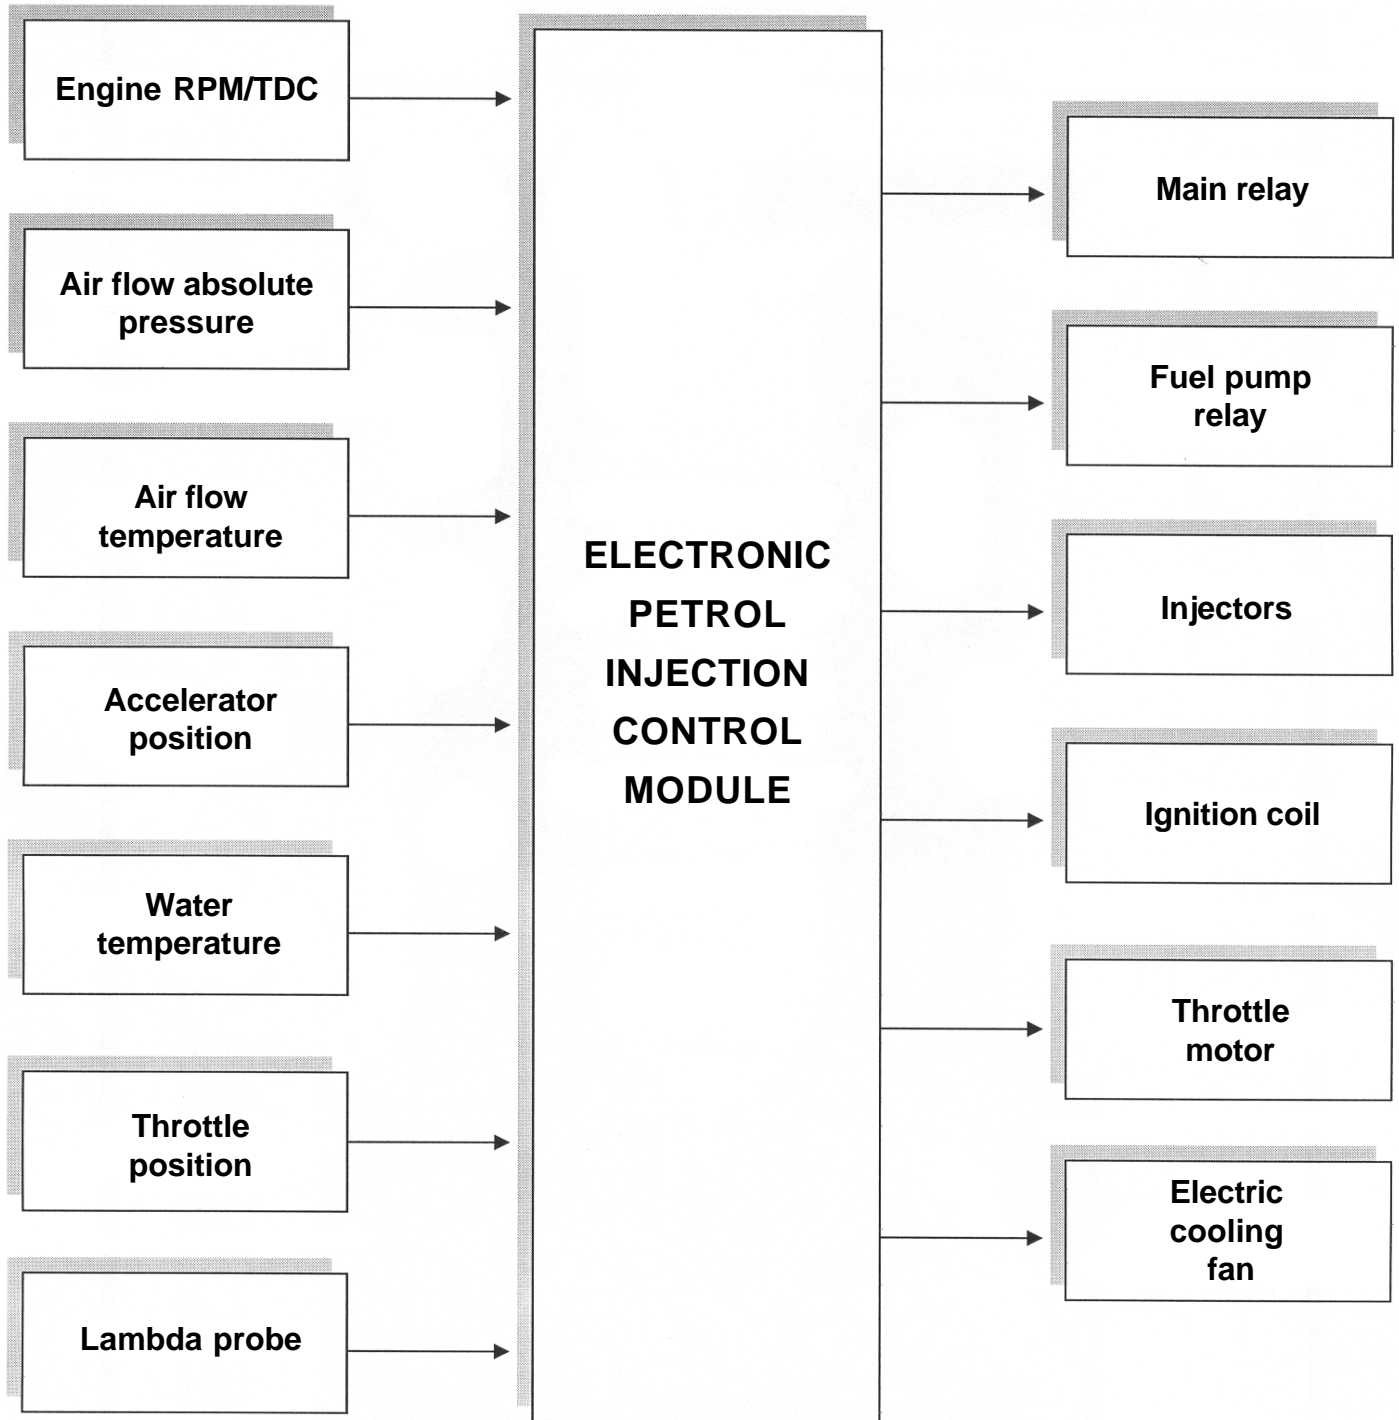 Engine RPM/TDC
Air flow absolute
pressure
Air flow
temperature
Accelerator
position
Water
temperature
Throttle
position
Lambda probe
ELECTRONIC
PETROL
INJECTION
CONTROL
MODULE
Main relay
Fuel pump
relay
Injectors
Ignition coil
Throttle
motor
Electric
cooling
fan